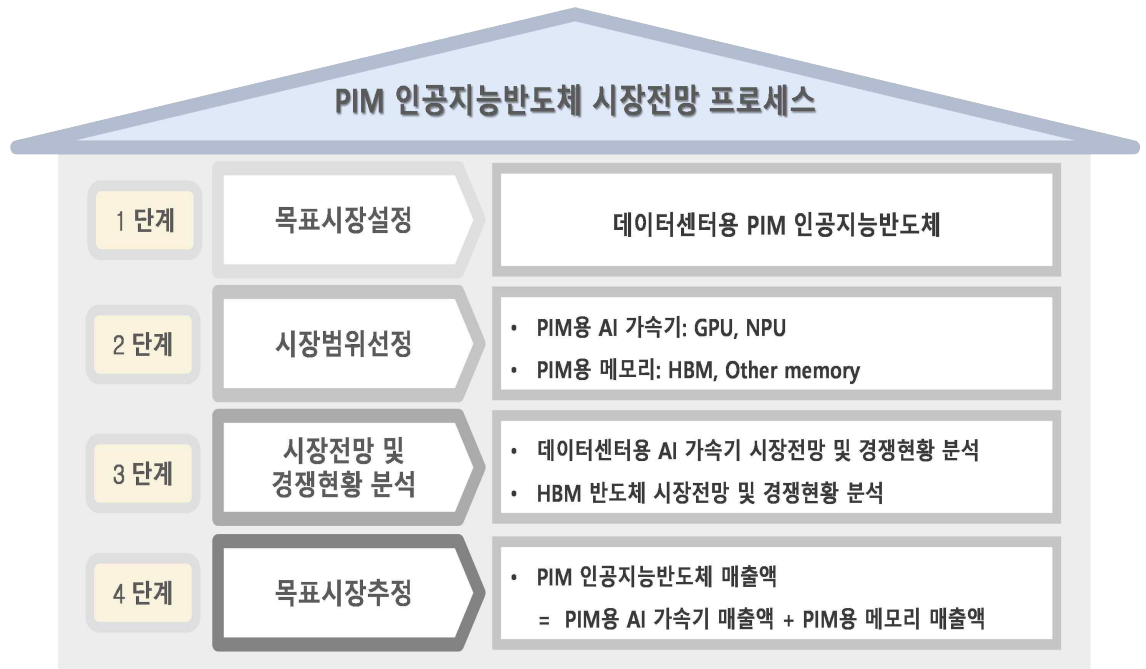 PIM 인공지능반도체 시장전망 프로세스
1 단계
목표시장설정
데이터센터용 PIM 인공지능반도체
2 단계
시장범위선정
• PIM용 AI 가속기: GPU, NPU
• PIM용 메모리: HBM, Other memory
3 단계
시장전망 및
경쟁현황 분석
• 데이터센터용 AI 가속기 시장전망 및 경쟁현황 분석
• HBM 반도체 시장전망 및 경쟁현황 분석
4 단계
목표시장추정
• PIM 인공지능반도체 매출액
= PIM용 AI 가속기 매출액 + PIM용 메모리 매출액